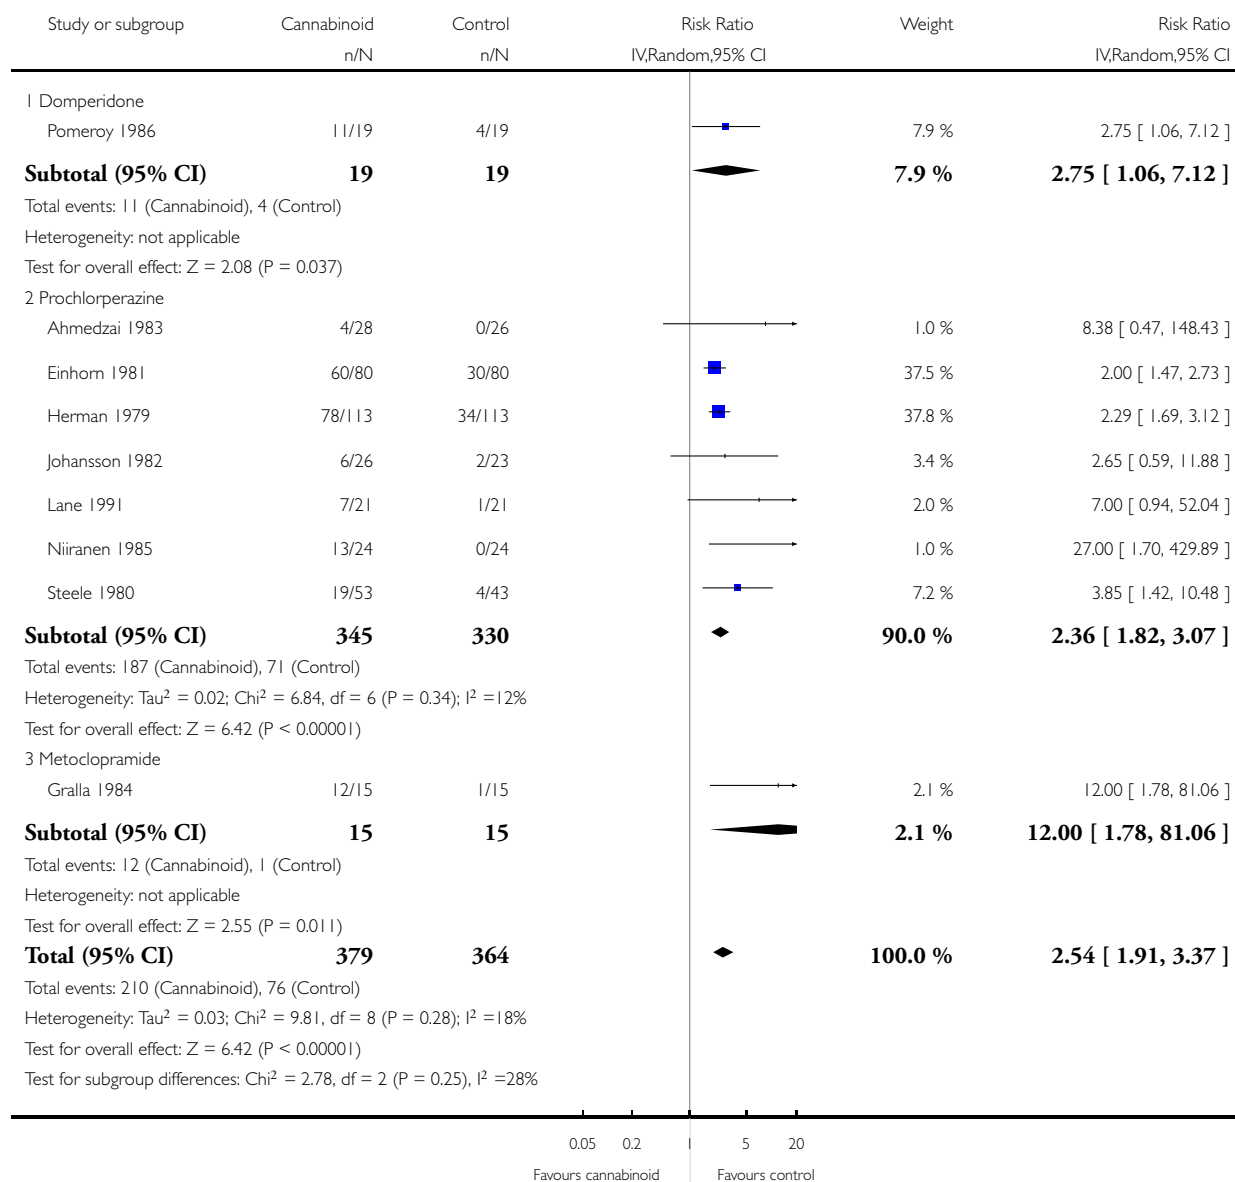 Study or subgroup Cannabinoid Control Risk Ratio Weight Risk Ratio
n/N n/N IV,Random,95% CI IV,Random,95% CI
1 Domperidone
Pomeroy 1986 11/19 4/19 7.9 % 2.75 [ 1.06, 7.12 ]
Subtotal (95% CI) 19 19 7.9 % 2.75 [ 1.06, 7.12 ]
Total events: 11 (Cannabinoid), 4 (Control)
Heterogeneity: not applicable
Test for overall effect: Z = 2.08 (P = 0.037)
2 Prochlorperazine
Ahmedzai 1983 4/28 0/26 1.0 % 8.38 [ 0.47, 148.43 ]
Einhorn 1981 60/80 30/80 37.5 % 2.00 [ 1.47, 2.73 ]
Herman 1979 78/113 34/113 37.8 % 2.29 [ 1.69, 3.12 ]
Johansson 1982 6/26 2/23 3.4 % 2.65 [ 0.59, 11.88 ]
Lane 1991 7/21 1/21 2.0 % 7.00 [ 0.94, 52.04 ]
Niiranen 1985 13/24 0/24 1.0 % 27.00 [ 1.70, 429.89 ]
Steele 1980 19/53 4/43 7.2 % 3.85 [ 1.42, 10.48 ]
Subtotal (95% CI) 345 330 90.0 % 2.36 [ 1.82, 3.07 ]
Total events: 187 (Cannabinoid), 71 (Control)
Heterogeneity: Tau² = 0.02; Chi² = 6.84, df = 6 (P = 0.34); I² =12%
Test for overall effect: Z = 6.42 (P < 0.00001)
3 Metoclopramide
Gralla 1984 12/15 1/15 2.1 % 12.00 [ 1.78, 81.06 ]
Subtotal (95% CI) 15 15 2.1 % 12.00 [ 1.78, 81.06 ]
Total events: 12 (Cannabinoid), 1 (Control)
Heterogeneity: not applicable
Test for overall effect: Z = 2.55 (P = 0.011)
Total (95% CI) 379 364 100.0 % 2.54 [ 1.91, 3.37 ]
Total events: 210 (Cannabinoid), 76 (Control)
Heterogeneity: Tau² = 0.03; Chi² = 9.81, df = 8 (P = 0.28); I² =18%
Test for overall effect: Z = 6.42 (P < 0.00001)
Test for subgroup differences: Chi² = 2.78, df = 2 (P = 0.25), I² =28%
0.05 0.2 1 5 20
Favours cannabinoid Favours control